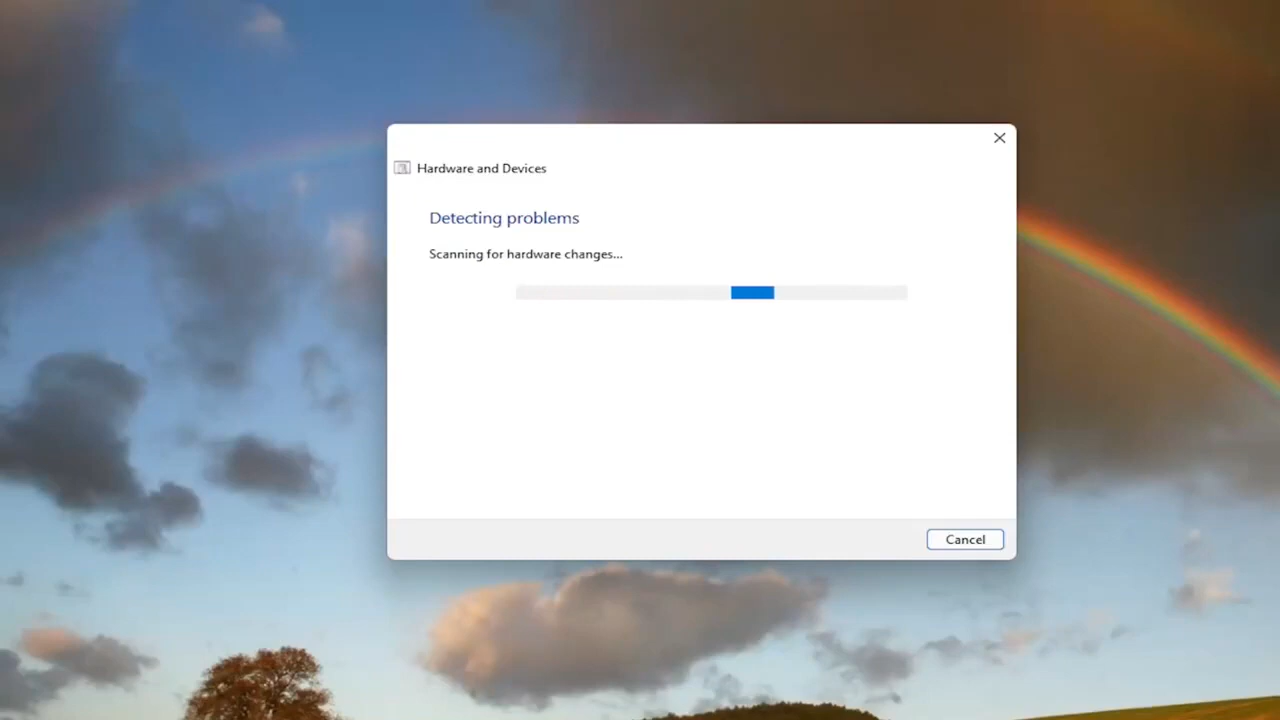 Hardware and Devices
Detecting problems
Scanning for hardware changes...
Cancel